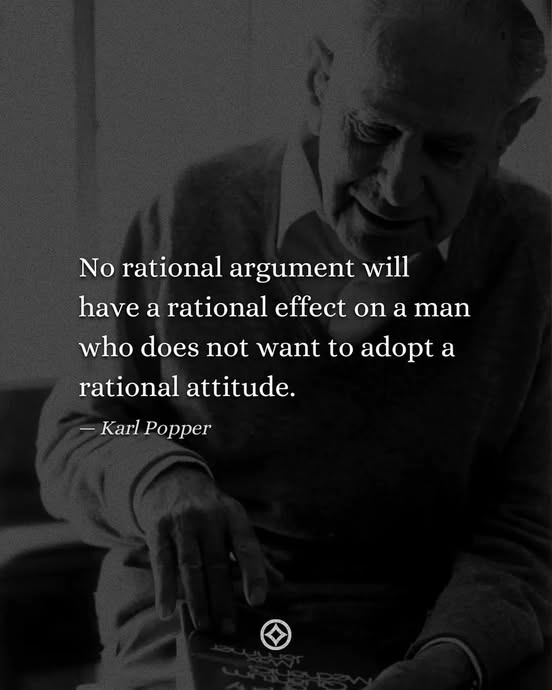 No rational argument will
have a rational effect on a man
who does not want to adopt a
rational attitude.
— Karl Popper